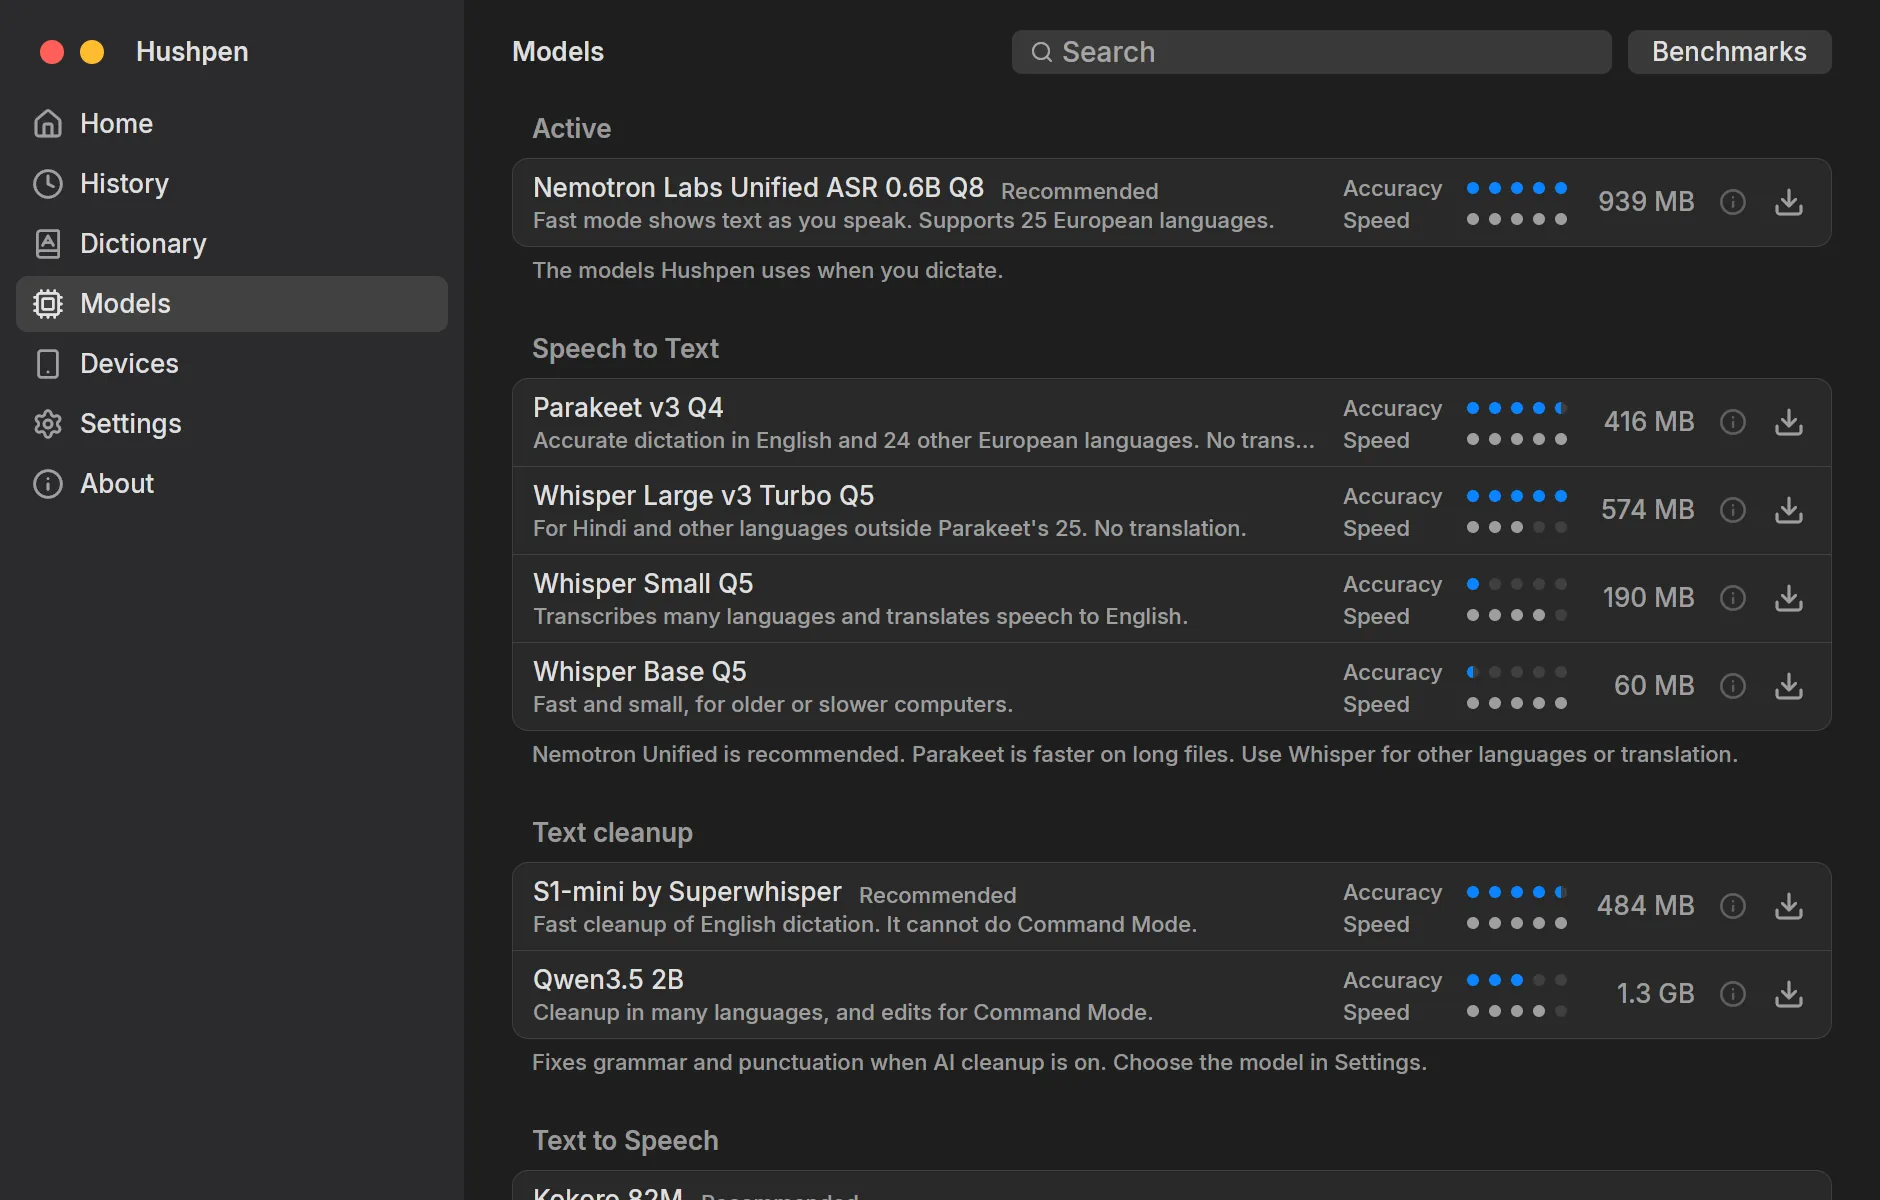 Hushpen
Home
History
Dictionary
Models
Devices
Settings
About
Models
Search
Benchmarks
Active
Nemotron Labs Unified ASR 0.6B Q8 Recommended
Fast mode shows text as you speak. Supports 25 European languages.
Accuracy
Speed
939 MB
The models Hushpen uses when you dictate.
Speech to Text
Parakeet v3 Q4
Accurate dictation in English and 24 other European languages. No trans...
Accuracy
Speed
416 MB
Whisper Large v3 Turbo Q5
For Hindi and other languages outside Parakeet's 25. No translation.
Accuracy
Speed
574 MB
Whisper Small Q5
Transcribes many languages and translates speech to English.
Accuracy
Speed
190 MB
Whisper Base Q5
Fast and small, for older or slower computers.
Accuracy
Speed
60 MB
Nemotron Unified is recommended. Parakeet is faster on long files. Use Whisper for other languages or translation.
Text cleanup
S1-mini by Superwhisper Recommended
Fast cleanup of English dictation. It cannot do Command Mode.
Accuracy
Speed
484 MB
Qwen3.5 2B
Cleanup in many languages, and edits for Command Mode.
Accuracy
Speed
1.3 GB
Fixes grammar and punctuation when AI cleanup is on. Choose the model in Settings.
Text to Speech
Kokoro 82M Recommended